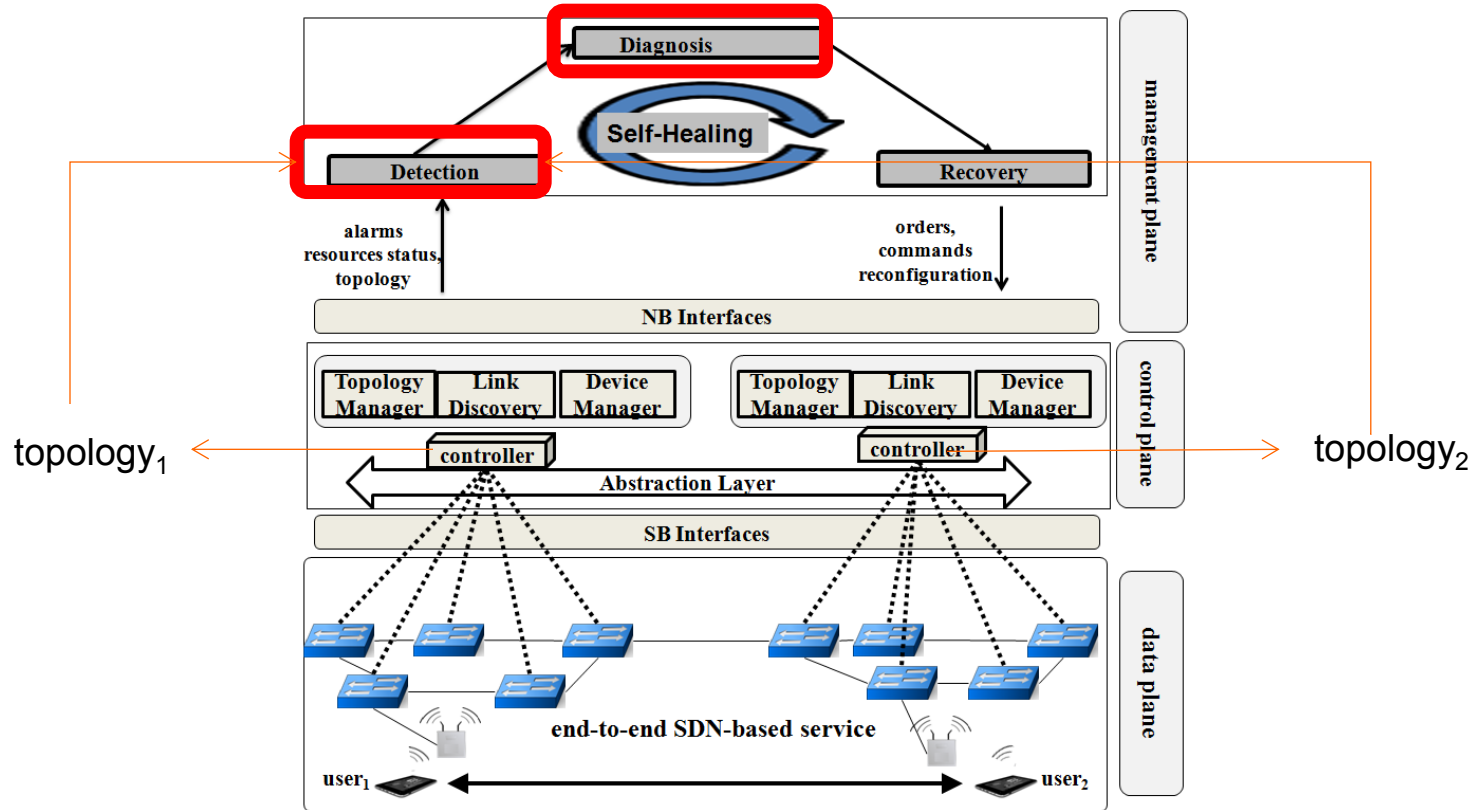 Diagnosis
Self-Healing
Detection
Recovery
alarms
resources status,
topology
orders,
commands
reconfiguration
management plane
NB Interfaces
Topology
Manager
Link
Discovery
Device
Manager
Topology
Manager
Link
Discovery
Device
Manager
control plane
topology₁
controller
controller
topology₂
Abstraction Layer
SB Interfaces
data plane
end-to-end SDN-based service
user₁
user₂